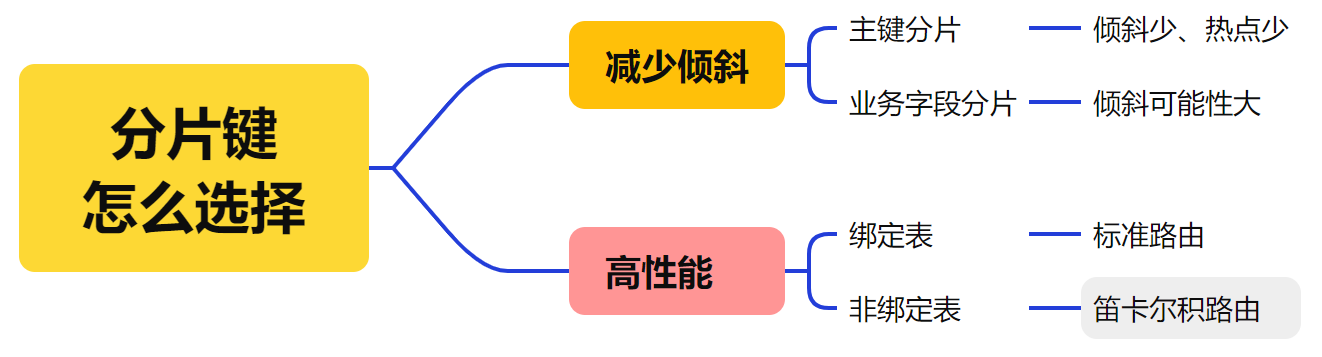 分片键
怎么选择
减少倾斜
主键分片
倾斜少、热点少
业务字段分片
倾斜可能性大
高性能
绑定表
标准路由
非绑定表
笛卡尔积路由